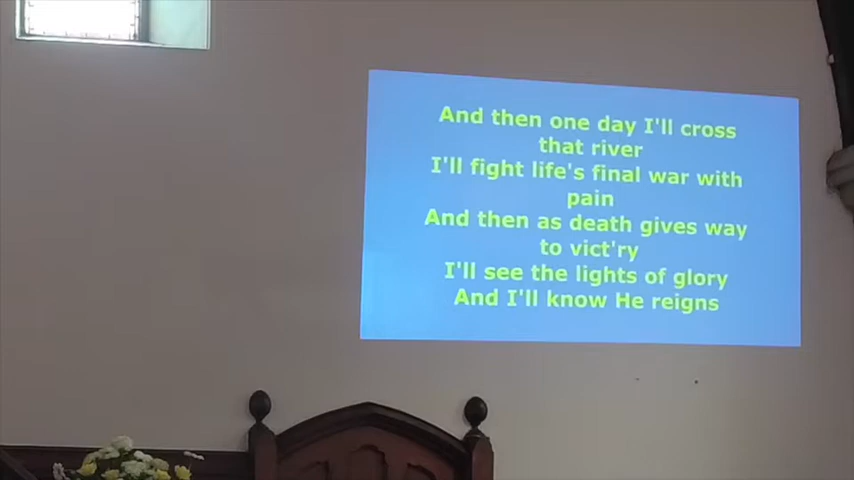 And then one day I'll cross
that river
I'll fight life's final war with
pain
And then as death gives way
to vict'ry
I'll see the lights of glory
And I'll know He reigns